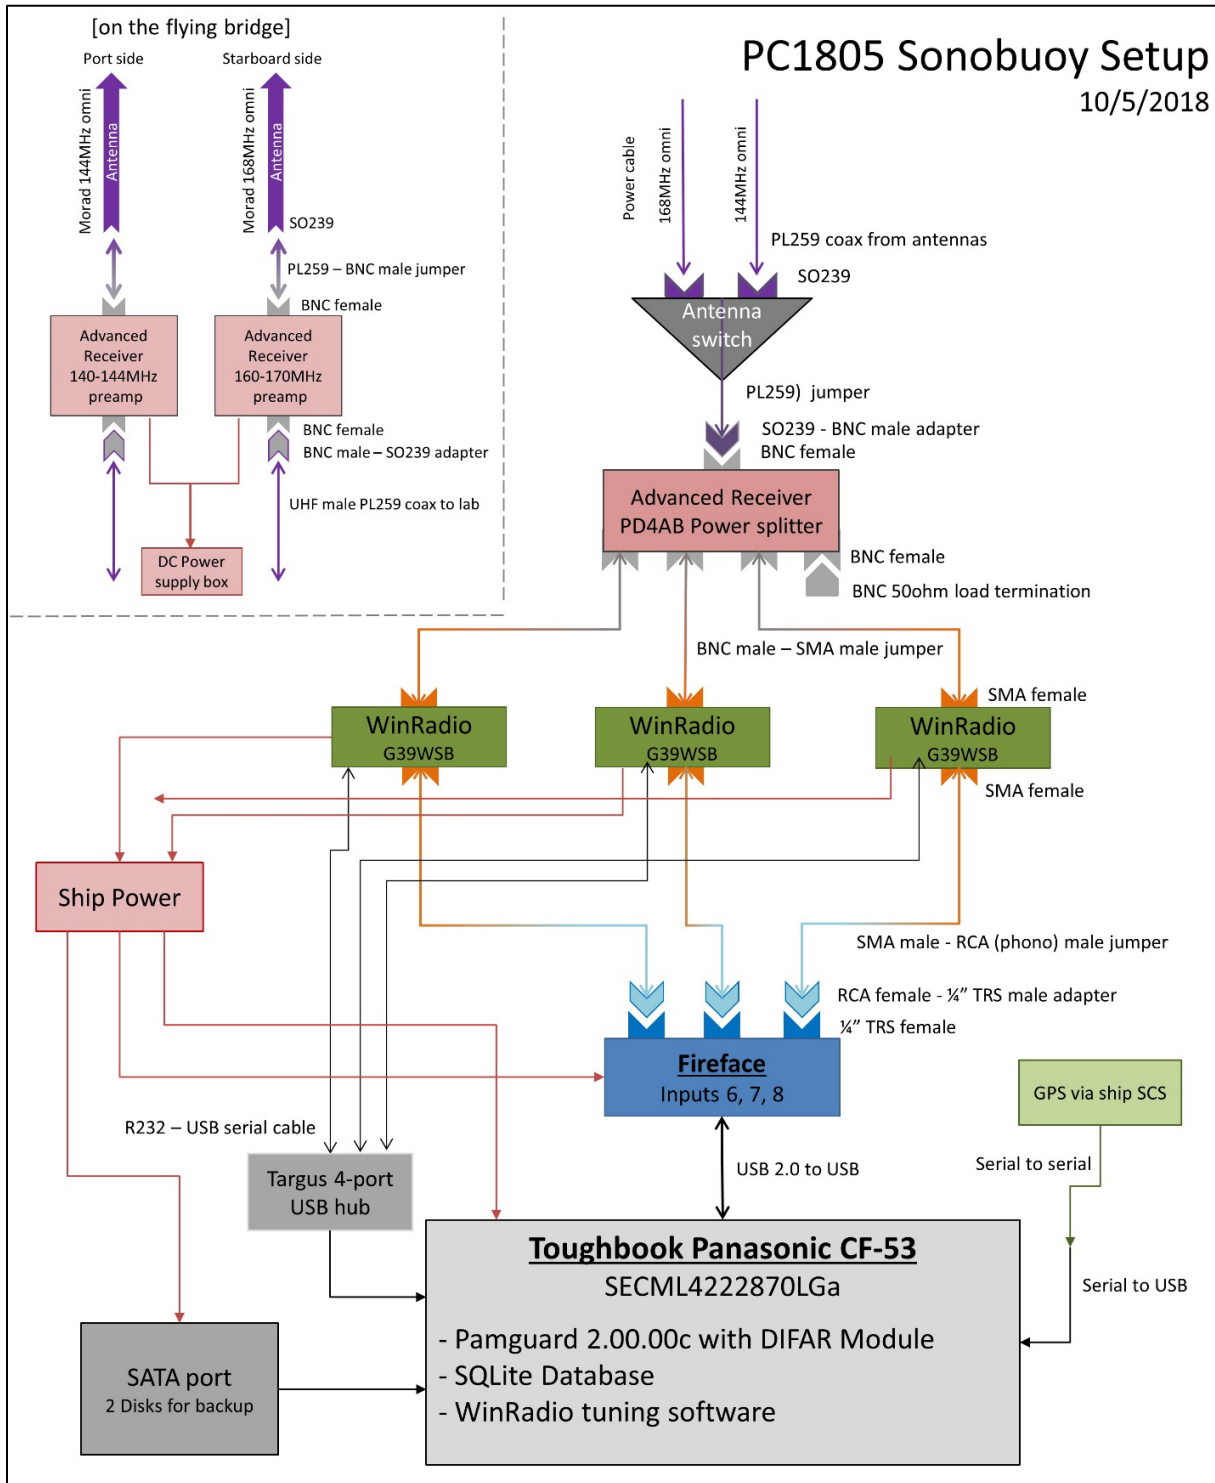 [on the flying bridge]
Port side
Starboard side
Morad 144MHz omni
Antenna
Morad 168MHz omni
Antenna
SO239
PL259 – BNC male jumper
BNC female
Advanced
Receiver
140-144MHz
preamp
Advanced
Receiver
160-170MHz
preamp
BNC female
BNC male – SO239 adapter
UHF male PL259 coax to lab
DC Power
supply box
PC1805 Sonobuoy Setup
10/5/2018
Power cable
168MHz omni
144MHz omni
PL259 coax from antennas
SO239
Antenna
switch
PL259) jumper
SO239 - BNC male adapter
BNC female
Advanced Receiver
PD4AB Power splitter
BNC female
BNC 50ohm load termination
BNC male – SMA male jumper
SMA female
WinRadio
G39WSB
WinRadio
G39WSB
WinRadio
G39WSB
SMA female
Ship Power
SMA male - RCA (phono) male jumper
RCA female - ¼” TRS male adapter
¼” TRS female
Fireface
Inputs 6, 7, 8
GPS via ship SCS
R232 – USB serial cable
USB 2.0 to USB
Serial to serial
Targus 4-port
USB hub
Toughbook Panasonic CF-53
SECML4222870LGa
- Pamguard 2.00.00c with DIFAR Module
- SQLite Database
- WinRadio tuning software
Serial to USB
SATA port
2 Disks for backup